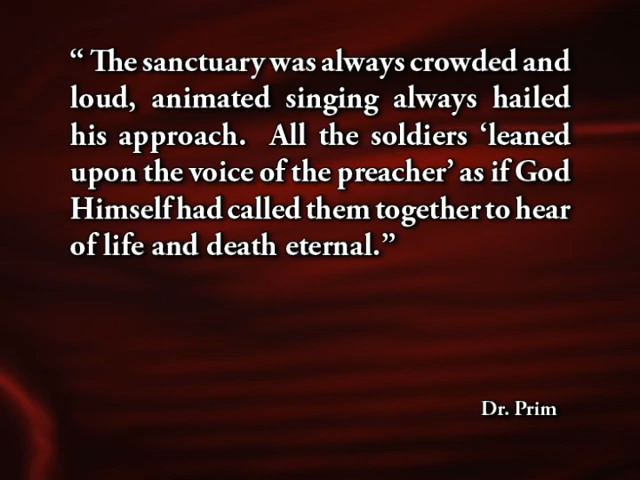 “ The sanctuary was always crowded and
loud, animated singing always hailed
his approach. All the soldiers ‘leaned
upon the voice of the preacher’ as if God
Himself had called them together to hear
of life and death eternal.”
Dr. Prim